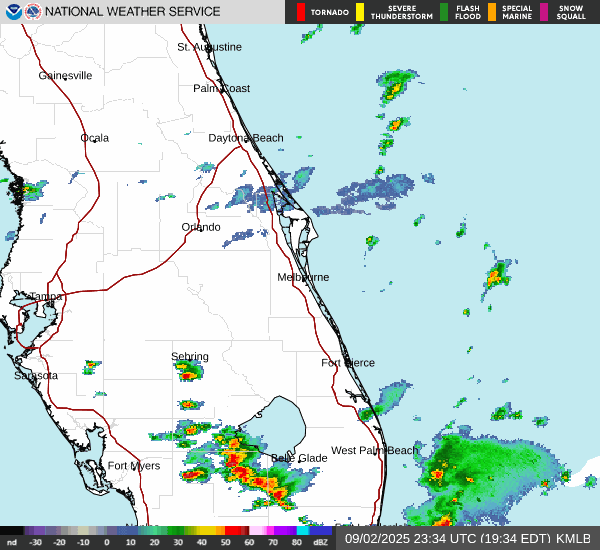 NATIONAL WEATHER SERVICE
TORNADO
SEVERE THUNDERSTORM
FLASH FLOOD
SPECIAL MARINE
SNOW SQUALL
St. Augustine
Gainesville
Palm Coast
Ocala
Daytona Beach
Orlando
Melbourne
Tampa
Sebring
Fort Pierce
Sarasota
West Palm Beach
Belle Glade
Fort Myers
nd -30 -20 -10 0 10 20 30 40 50 60 70 80 dBZ
09/02/2025 23:34 UTC (19:34 EDT) KMLB